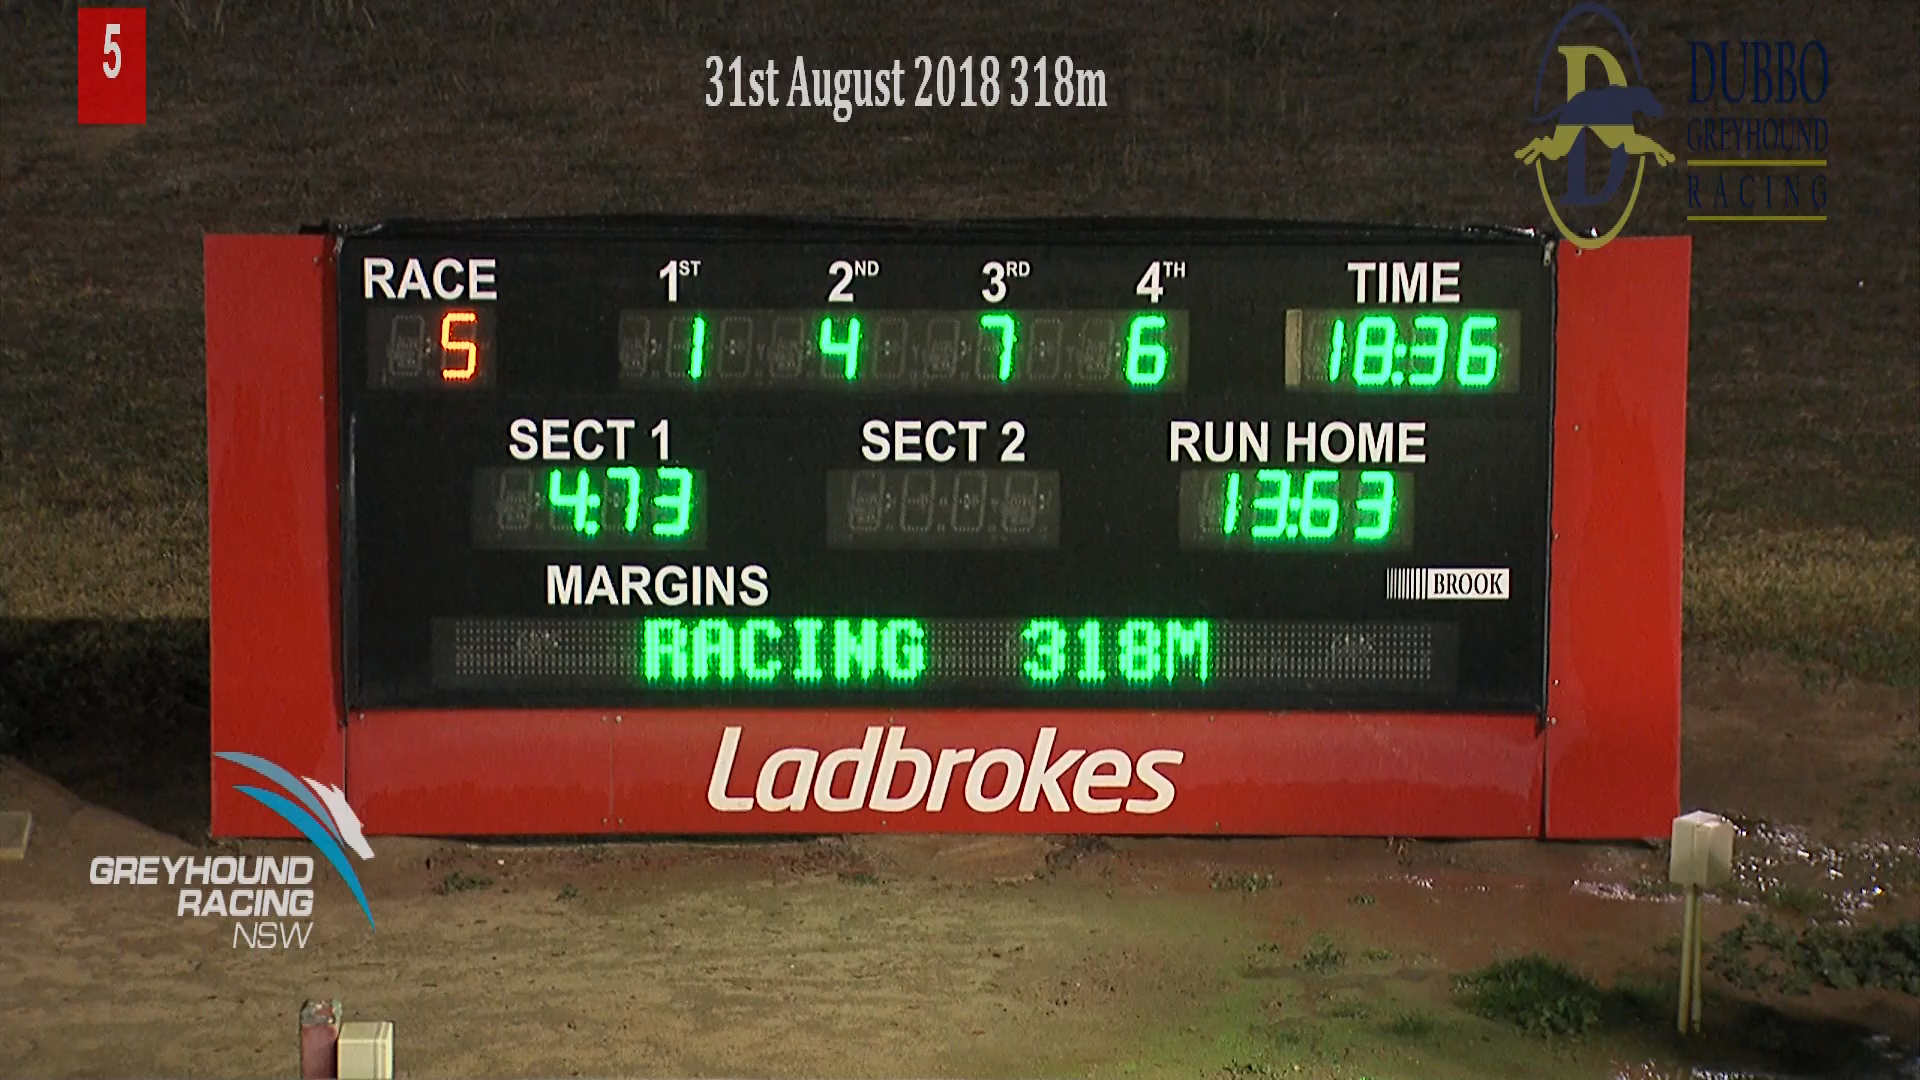 5
31st August 2018 318m
DUBBO
GREYHOUND
RACING
RACE 1ST 2ND 3RD 4TH TIME
5 1 4 7 6 18:36
SECT 1 SECT 2 RUN HOME
4:73 13:63
MARGINS
BROOK
RACING 318M
Ladbrokes
GREYHOUND
RACING
NSW